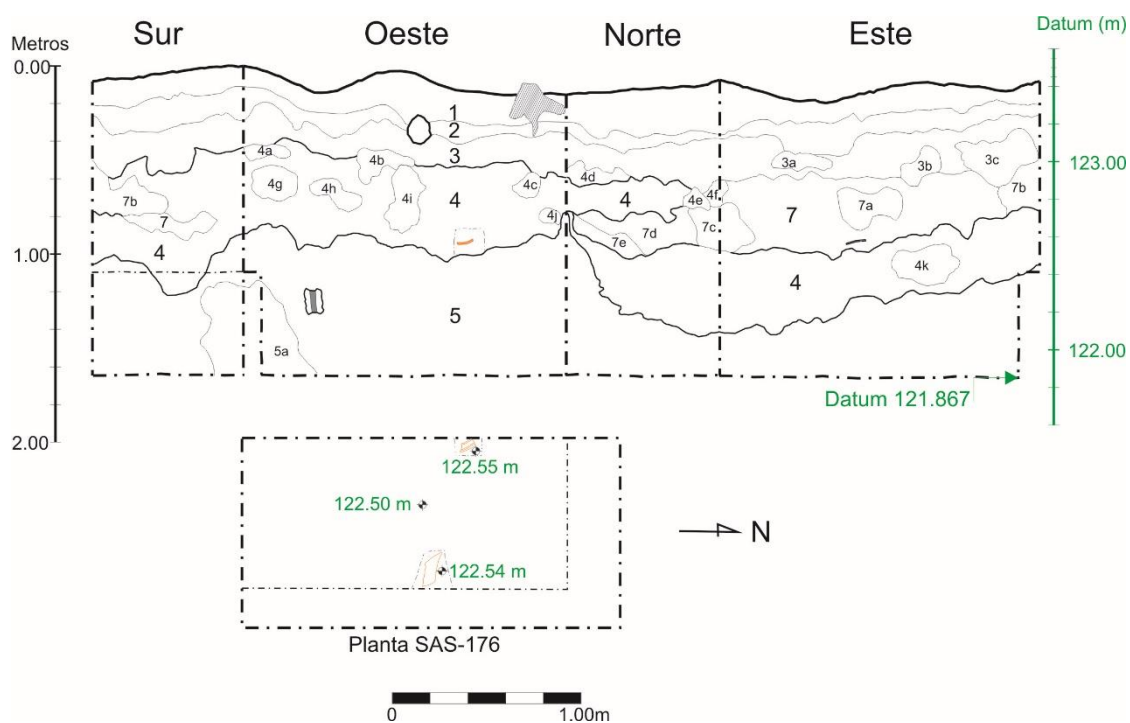 Sur Oeste Norte Este
Metros
Datum (m)
0.00
1
2
3
3a
3b
3c
123.00
4a
4b
4c
4d
4e
4f
4g
4h
4i
4
4j
4
7
7a
7b
7b
7
7c
7d
7e
4
1.00
4
4k
5
5a
122.00
Datum 121.867
2.00
122.55 m
122.50 m
122.54 m
N
Planta SAS-176
0 1.00m